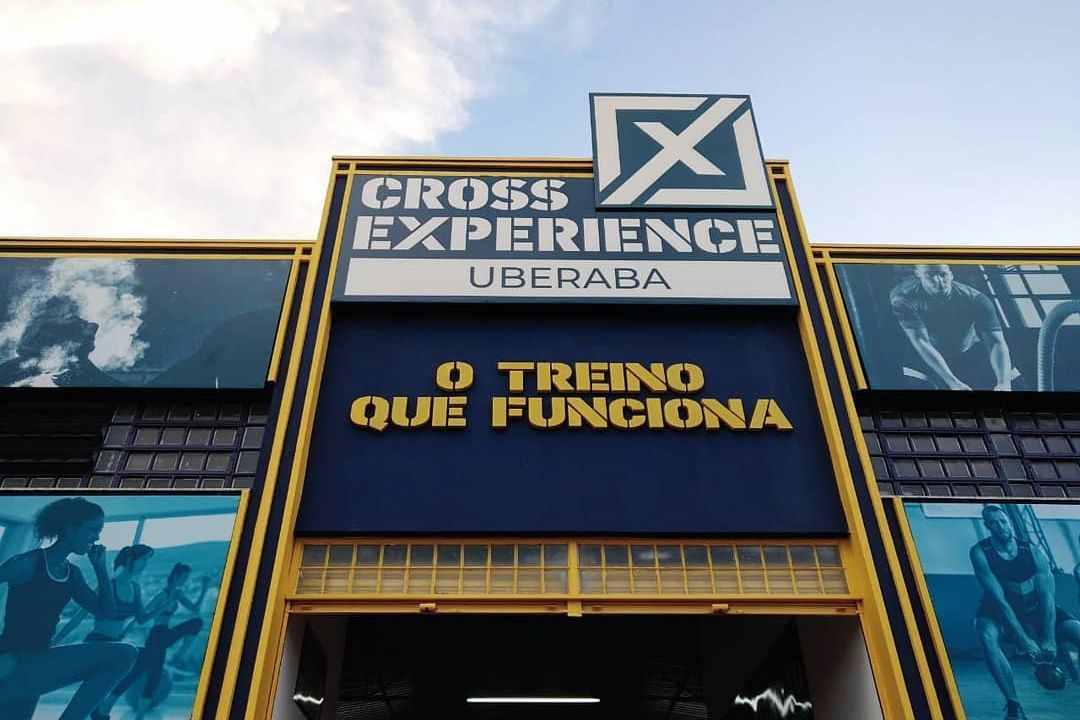 CROSS
EXPERIENCE
UBERABA
O TREINO
QUE FUNCIONA